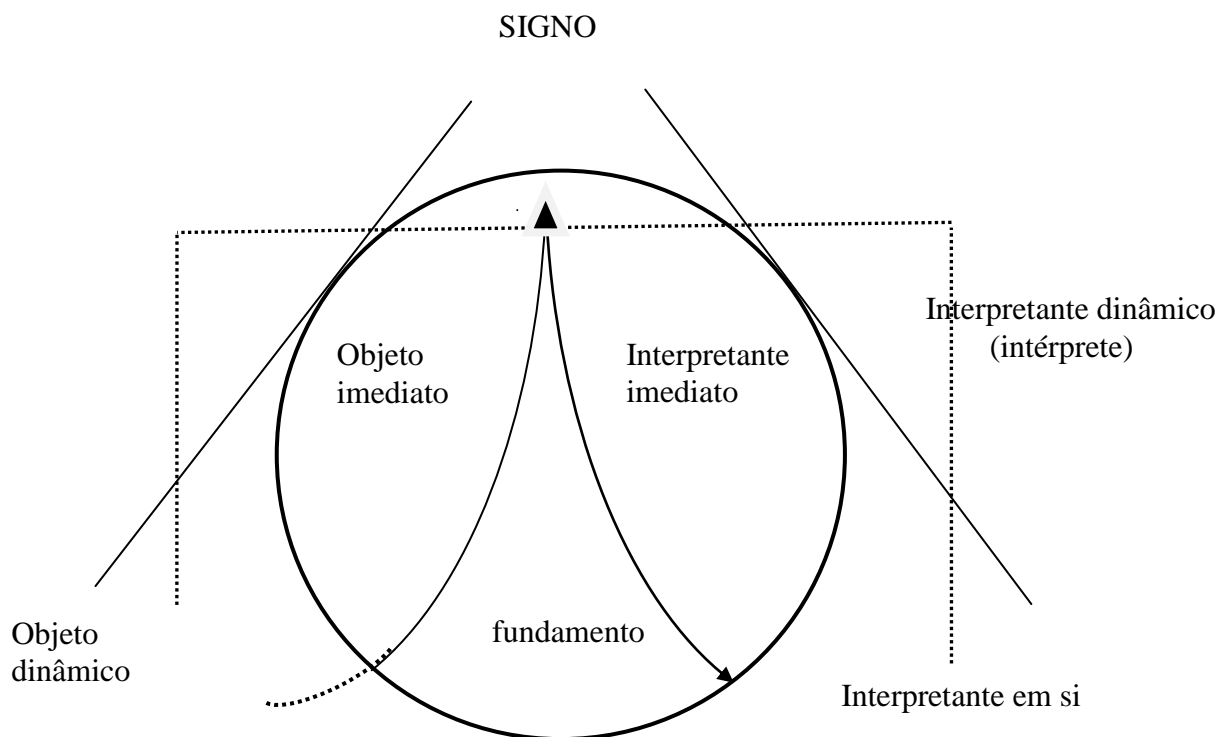 SIGNO
Interpretante dinâmico
(intérprete)
Objeto
imediato
Interpretante
imediato
fundamento
Objeto
dinâmico
Interpretante em si